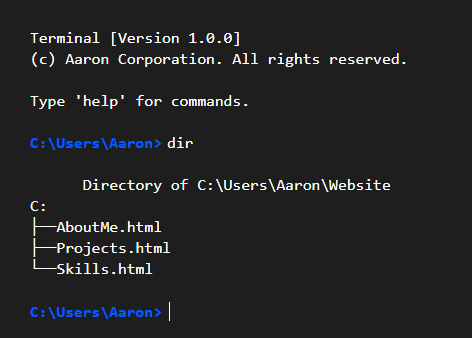 Terminal [Version 1.0.0]
(c) Aaron Corporation. All rights reserved.
Type 'help' for commands.
C:\Users\Aaron> dir
Directory of C:\Users\Aaron\Website
C:
├──AboutMe.html
├──Projects.html
└──Skills.html
C:\Users\Aaron>